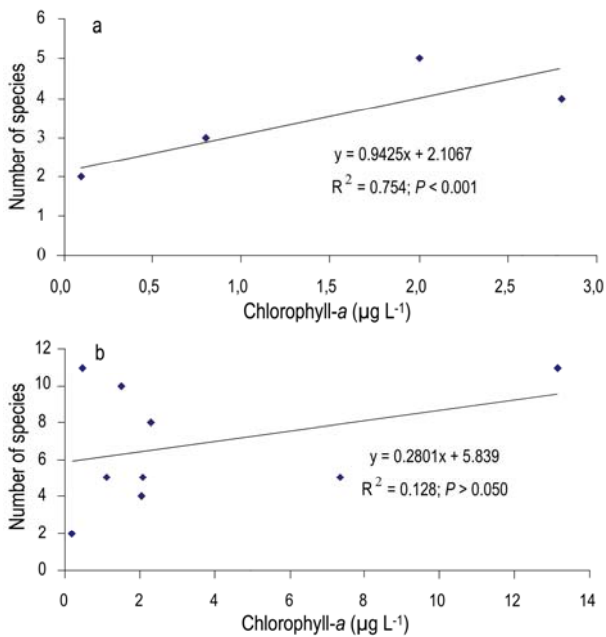 a
6
5
4
3
2
1
0
Number of species
y = 0.9425x + 2.1067
R² = 0.754; P < 0.001
0,0 0,5 1,0 1,5 2,0 2,5 3,0
Chlorophyll-a (µg L⁻¹)
b
12
10
8
6
4
2
0
Number of species
y = 0.2801x + 5.839
R² = 0.128; P > 0.050
0 2 4 6 8 10 12 14
Chlorophyll-a (µg L⁻¹)